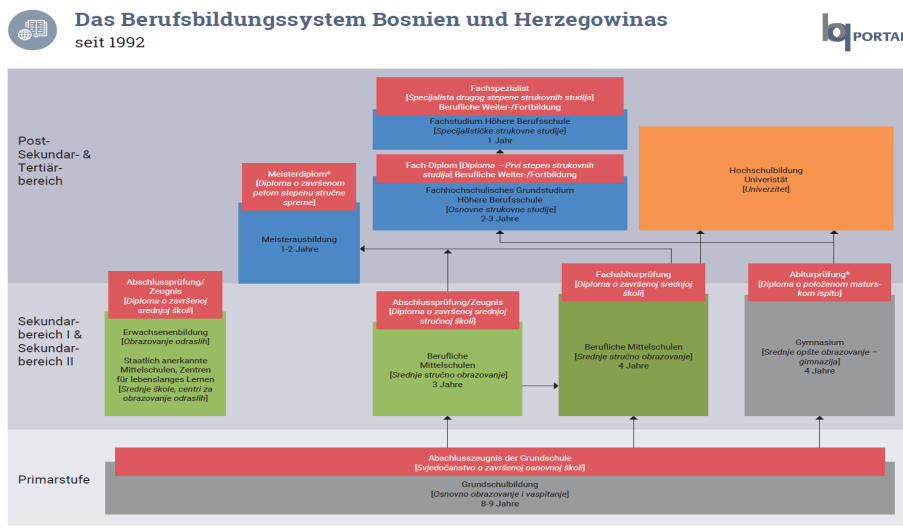 Das Berufsbildungssystem Bosnien und Herzegowinas
seit 1992
bq PORTAL
Post-
Sekundar- &
Tertiär-
bereich
Fachspezialist
[Specijalista drugog stepene strukovnih studija]
Berufliche Weiter-/Fortbildung
Fachstudium Höhere Berufsschule
[Specijalističke strukovne studije]
1 Jahr
Fach-Diplom [Diploma – Prvi stepen strukovnih
studija] Berufliche Weiter-/Fortbildung
Fachhochschulisches Grundstudium
Höhere Berufsschule
[Osnovne strukovne studije]
2-3 Jahre
Meisterdiplom*
[Diploma o završenom
petom stepenu stručne
spreme]
Meisterausbildung
1-2 Jahre
Hochschulbildung
Univeristät
[Univerzitet]
Sekundar-
bereich I &
Sekundar-
bereich II
Abschlussprüfung/
Zeugnis
[Diploma o završenoj
srednjoj školi]
Erwachsenenbildung
[Obrazovanje odraslih]
Staatlich anerkannte
Mittelschulen, Zentren
für lebenslanges Lernen
[Srednje škole, centri za
obrazovanje odraslih]
Abschlussprüfung/Zeugnis
[Diploma o završenoj srednjoj
stručnoj školi]
Berufliche
Mittelschulen
[Srednje stručno obrazovanje]
3 Jahre
Fachabiturprüfung
[Diploma o završenoj srednjoj
školi]
Berufliche Mittelschulen
[Srednje stručno obrazovanje]
4 Jahre
Abiturprüfung*
[Diploma o položenom maturs-
kom ispitu]
Gymnasium
[Srednje opšte obrazovanje –
gimnazija]
4 Jahre
Primarstufe
Abschlusszeugnis der Grundschule
[Svjedočanstvo o završenoj osnovnoj školi]
Grundschulbildung
[Osnovno obrazovanje i vaspitanje]
8-9 Jahre